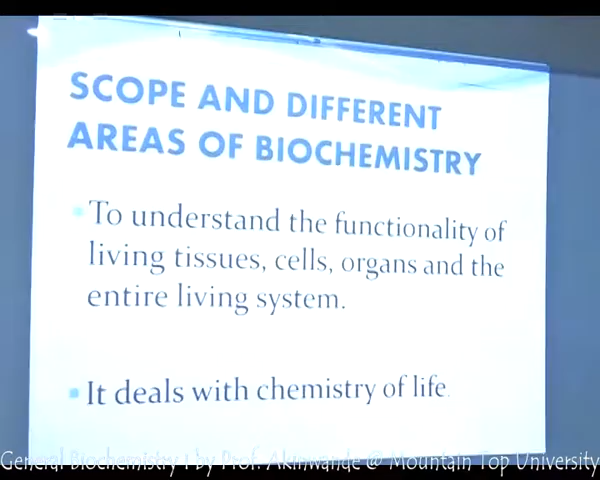 SCOPE AND DIFFERENT
AREAS OF BIOCHEMISTRY
To understand the functionality of
living tissues, cells, organs and the
entire living system.
It deals with chemistry of life.
General Biochemistry 1 by Prof. Akinwande @ Mountain Top University